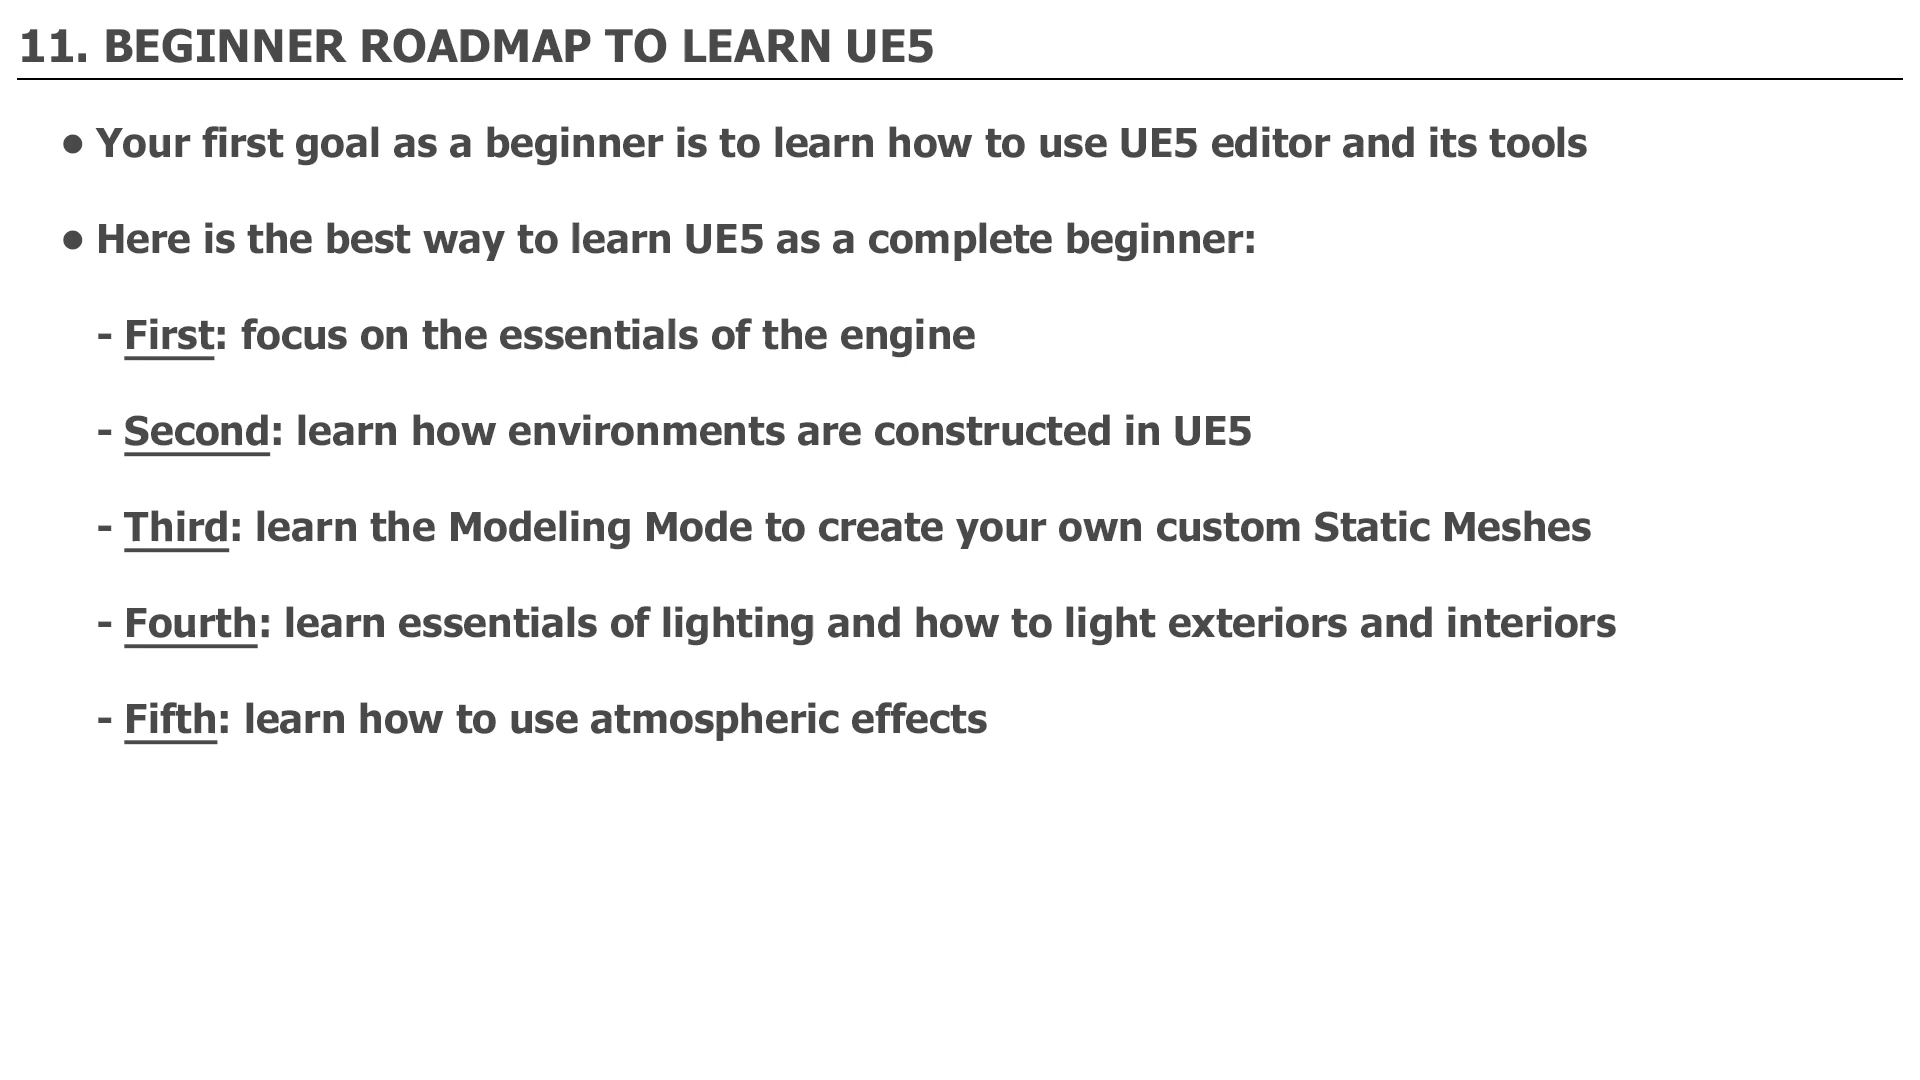 11. BEGINNER ROADMAP TO LEARN UE5
● Your first goal as a beginner is to learn how to use UE5 editor and its tools
● Here is the best way to learn UE5 as a complete beginner:
- First: focus on the essentials of the engine
- Second: learn how environments are constructed in UE5
- Third: learn the Modeling Mode to create your own custom Static Meshes
- Fourth: learn essentials of lighting and how to light exteriors and interiors
- Fifth: learn how to use atmospheric effects